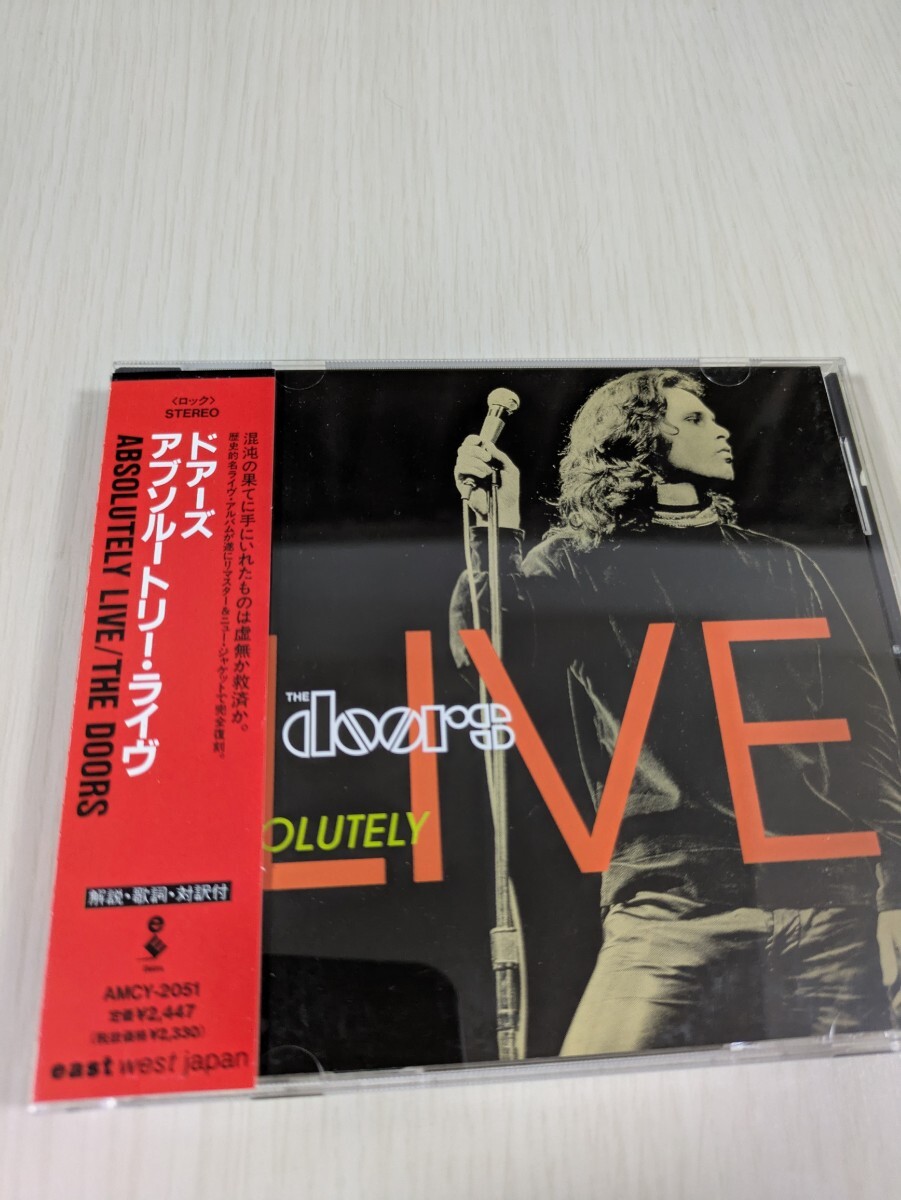 〈ロック〉
STEREO
混沌の果てに手にいれたものは虚無か救済か。
歴史的名ライヴ・アルバムが遂にリマスター&ニュー・ジャケットで完全復刻。
ドアーズ
アブソルートリー・ライヴ
ABSOLUTELY LIVE/THE DOORS
解説・歌詞・対訳付
AMCY-2051
定価¥2,447
(税抜価格¥2,330)
east west japan
THE
doors
OLUTELY
LIVE